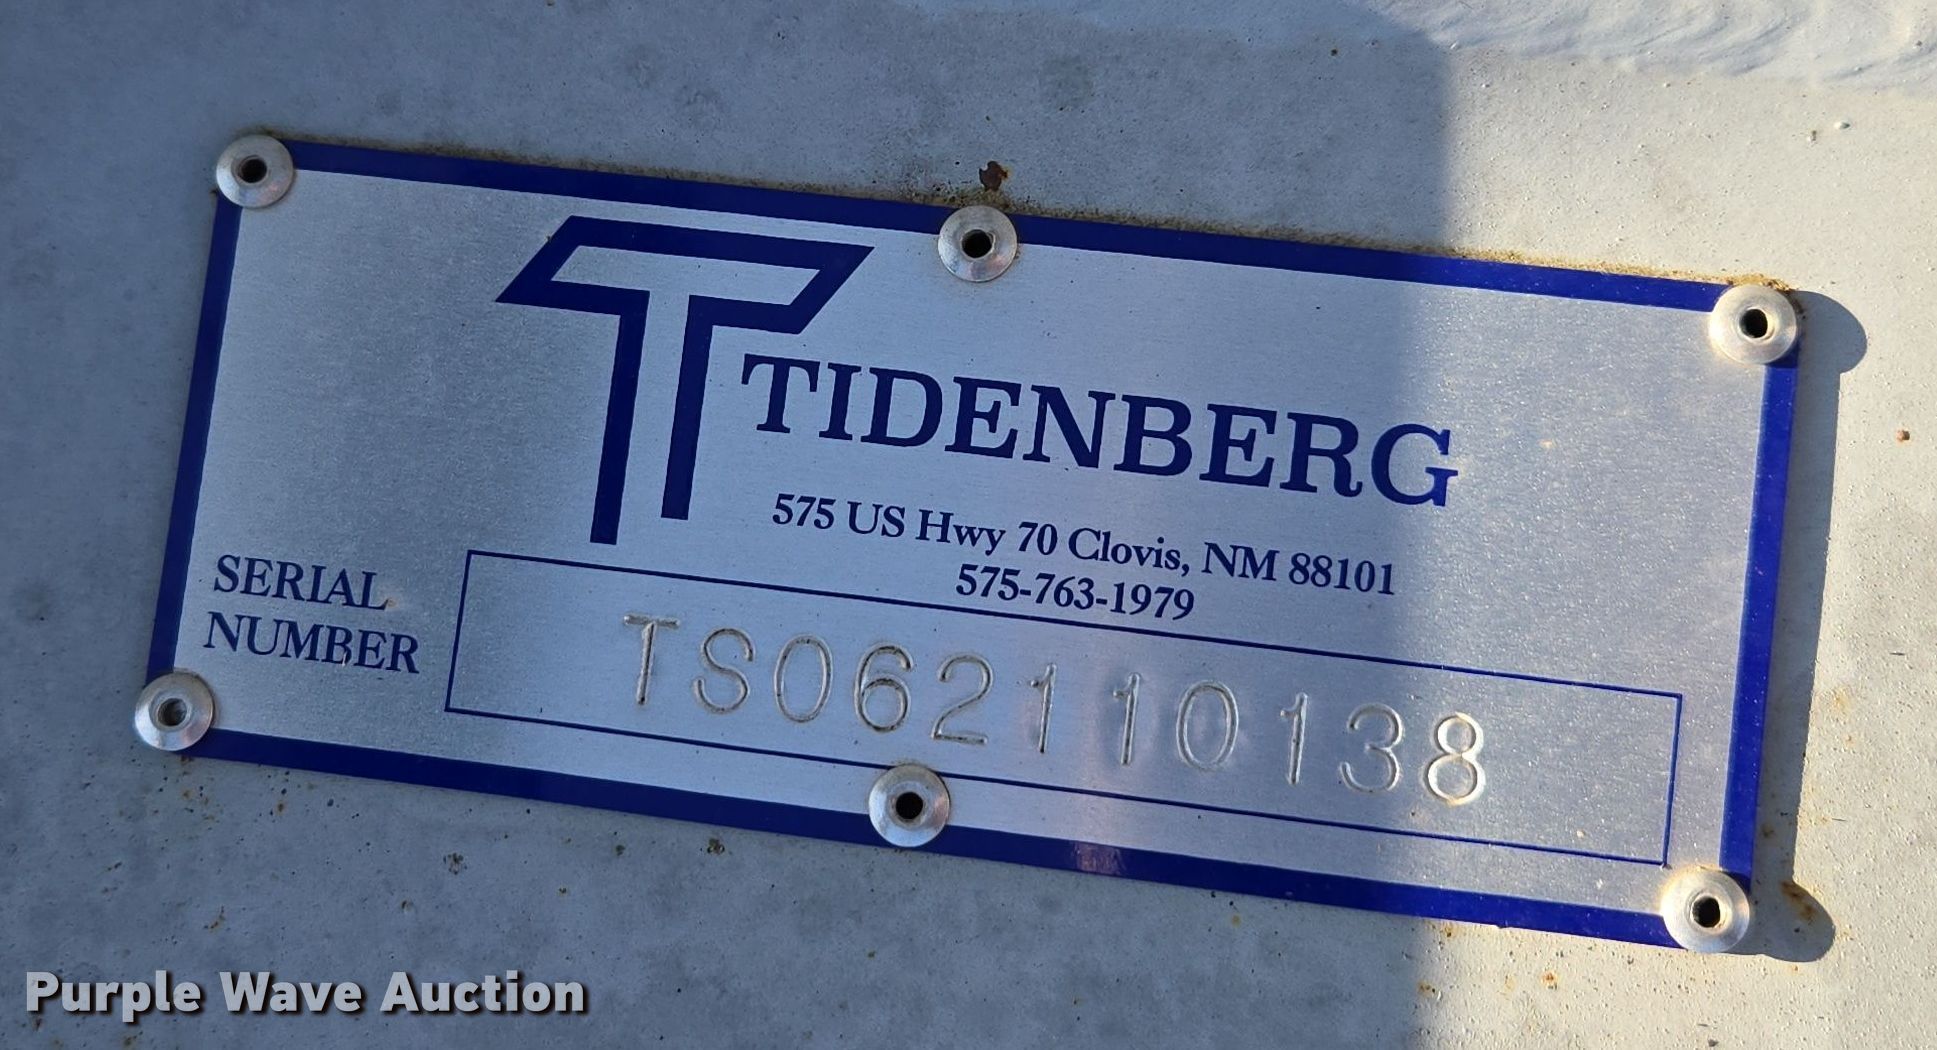 TIDENBERG
575 US Hwy 70 Clovis, NM 88101
575-763-1979
SERIAL
NUMBER
TS062110138
Purple Wave Auction